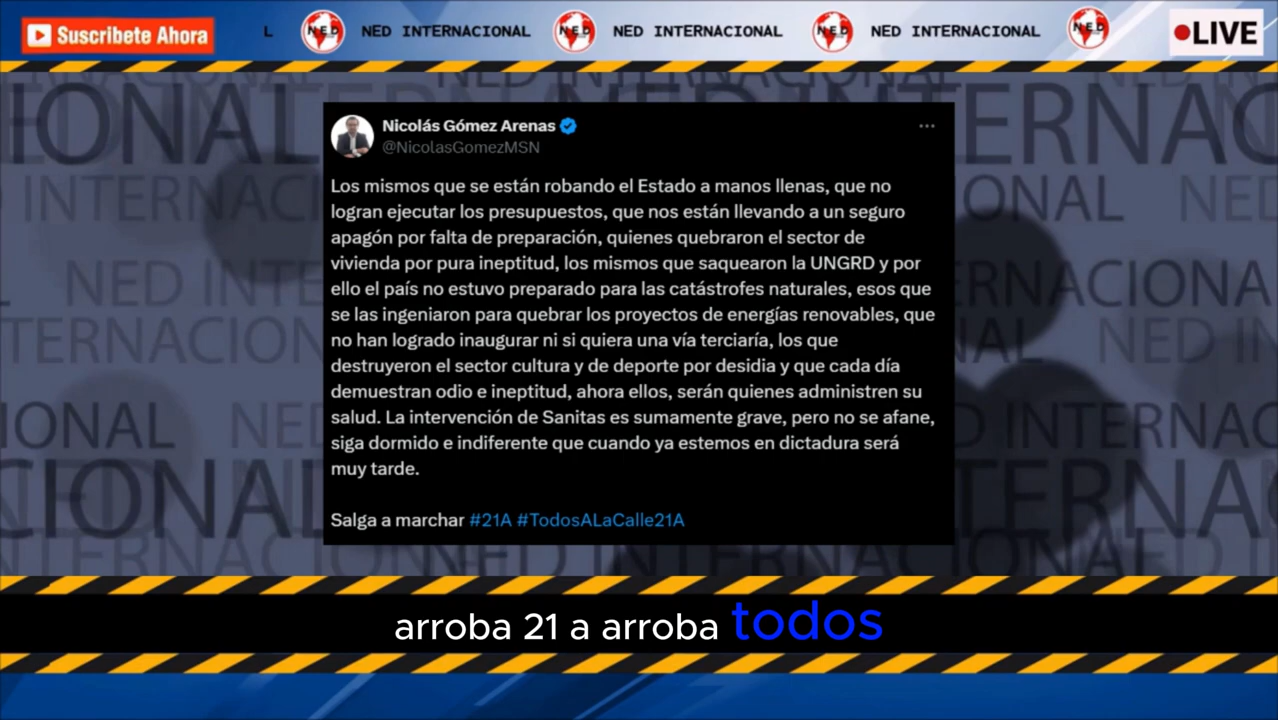 Suscribete Ahora
L NED NED INTERNACIONAL NED NED INTERNACIONAL NED NED INTERNACIONAL NED
LIVE
Nicolás Gómez Arenas
@NicolasGomezMSN
Los mismos que se están robando el Estado a manos llenas, que no
logran ejecutar los presupuestos, que nos están llevando a un seguro
apagón por falta de preparación, quienes quebraron el sector de
vivienda por pura ineptitud, los mismos que saquearon la UNGRD y por
ello el país no estuvo preparado para las catástrofes naturales, esos que
se las ingeniaron para quebrar los proyectos de energías renovables, que
no han logrado inaugurar ni si quiera una vía terciaría, los que
destruyeron el sector cultura y de deporte por desidia y que cada día
demuestran odio e ineptitud, ahora ellos, serán quienes administren su
salud. La intervención de Sanitas es sumamente grave, pero no se afane,
siga dormido e indiferente que cuando ya estemos en dictadura será
muy tarde.
Salga a marchar #21A #TodosALaCalle21A
arroba 21 a arroba todos